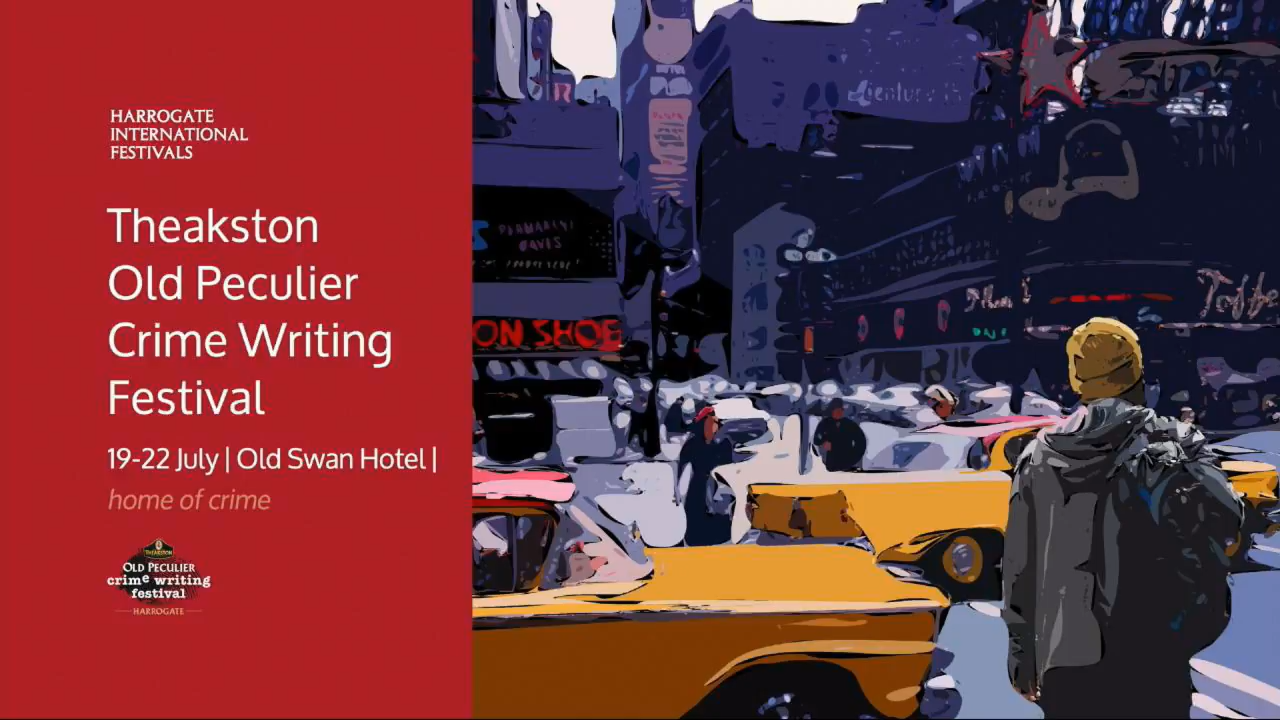 HARROGATE
INTERNATIONAL
FESTIVALS
Theakston
Old Peculier
Crime Writing
Festival
19-22 July | Old Swan Hotel |
home of crime
THEAKSTON
OLD PECULIER
crime writing
festival
HARROGATE
ON SHOE